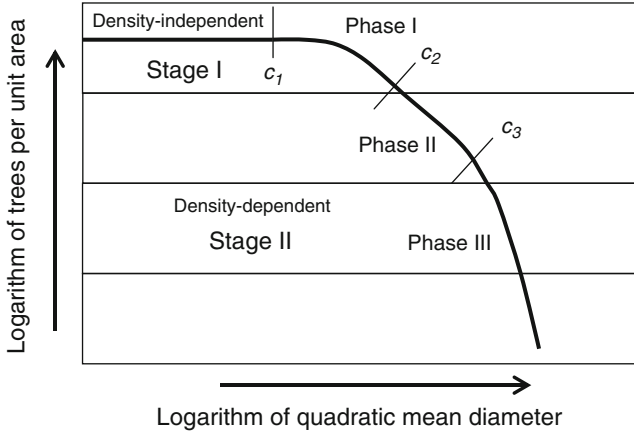 Density-independent
Phase I
Stage I
c1
c2
Phase II
c3
Density-dependent
Stage II
Phase III
Logarithm of trees per unit area
Logarithm of quadratic mean diameter